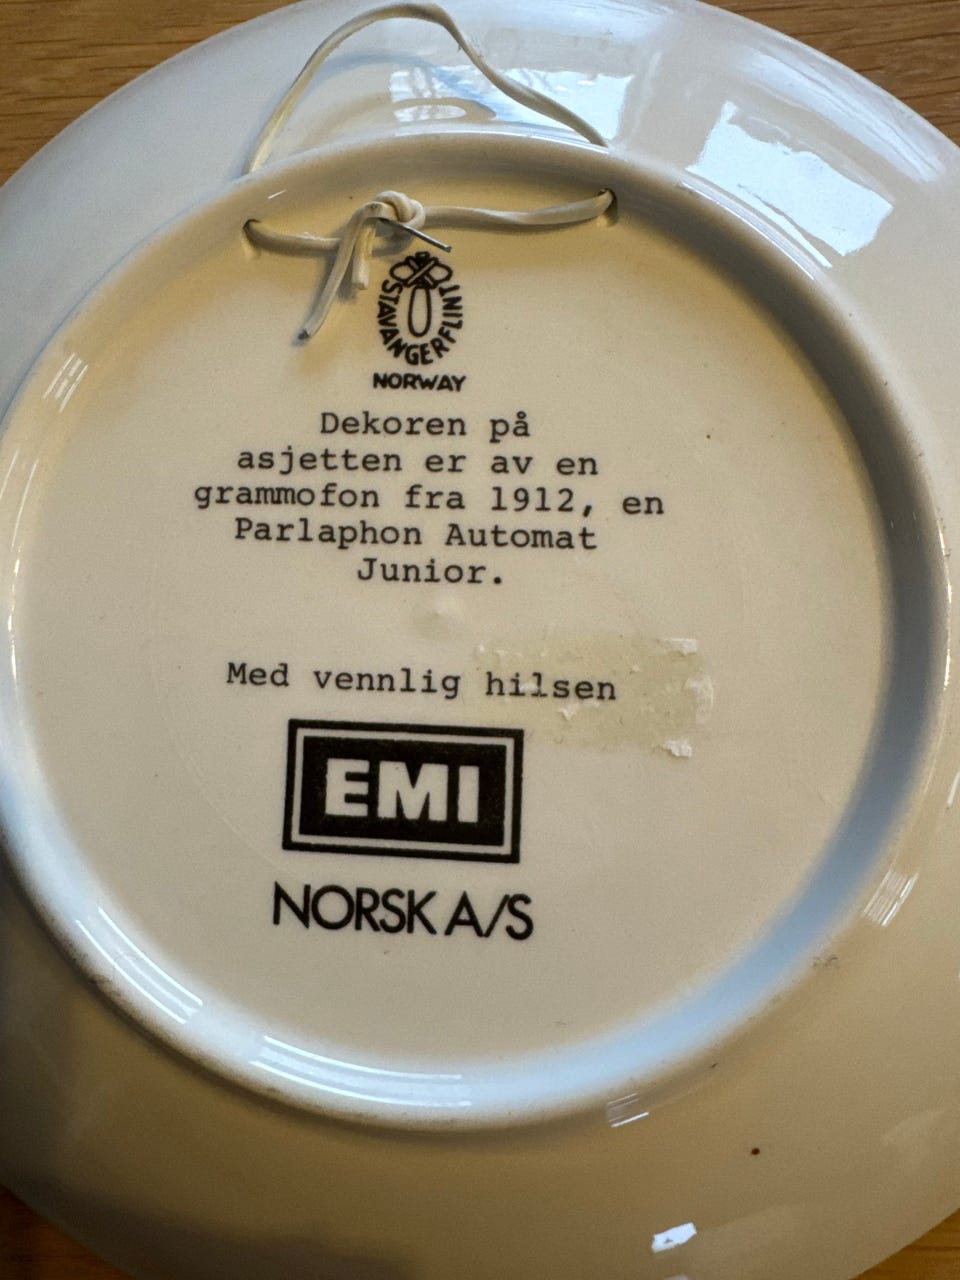 STAVANGERFLINT
NORWAY
Dekoren på
asjetten er av en
grammofon fra 1912, en
Parlaphon Automat
Junior.
Med vennlig hilsen
EMI
NORSK A/S